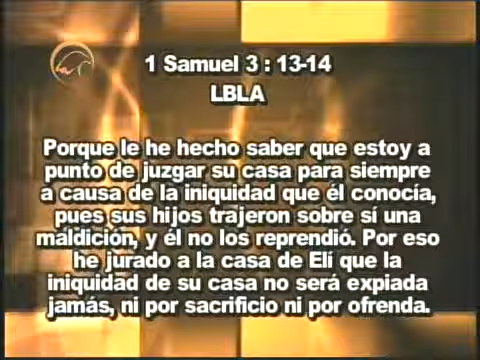 1 Samuel 3 : 13-14
LBLA
Porque le he hecho saber que estoy a
punto de juzgar su casa para siempre
a causa de la iniquidad que él conocía,
pues sus hijos trajeron sobre sí una
maldición, y él no los reprendió. Por eso
he jurado a la casa de Elí que la
iniquidad de su casa no será expiada
jamás, ni por sacrificio ni por ofrenda.